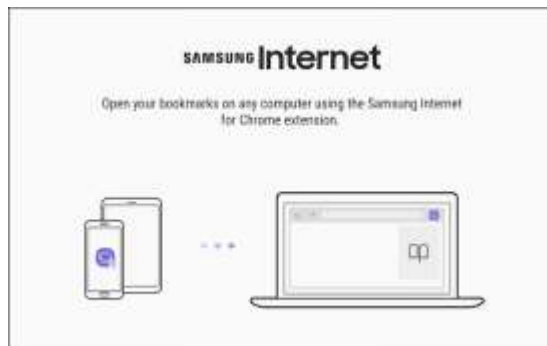 SAMSUNG Internet
Open your bookmarks on any computer using the Samsung Internet
for Chrome extension.